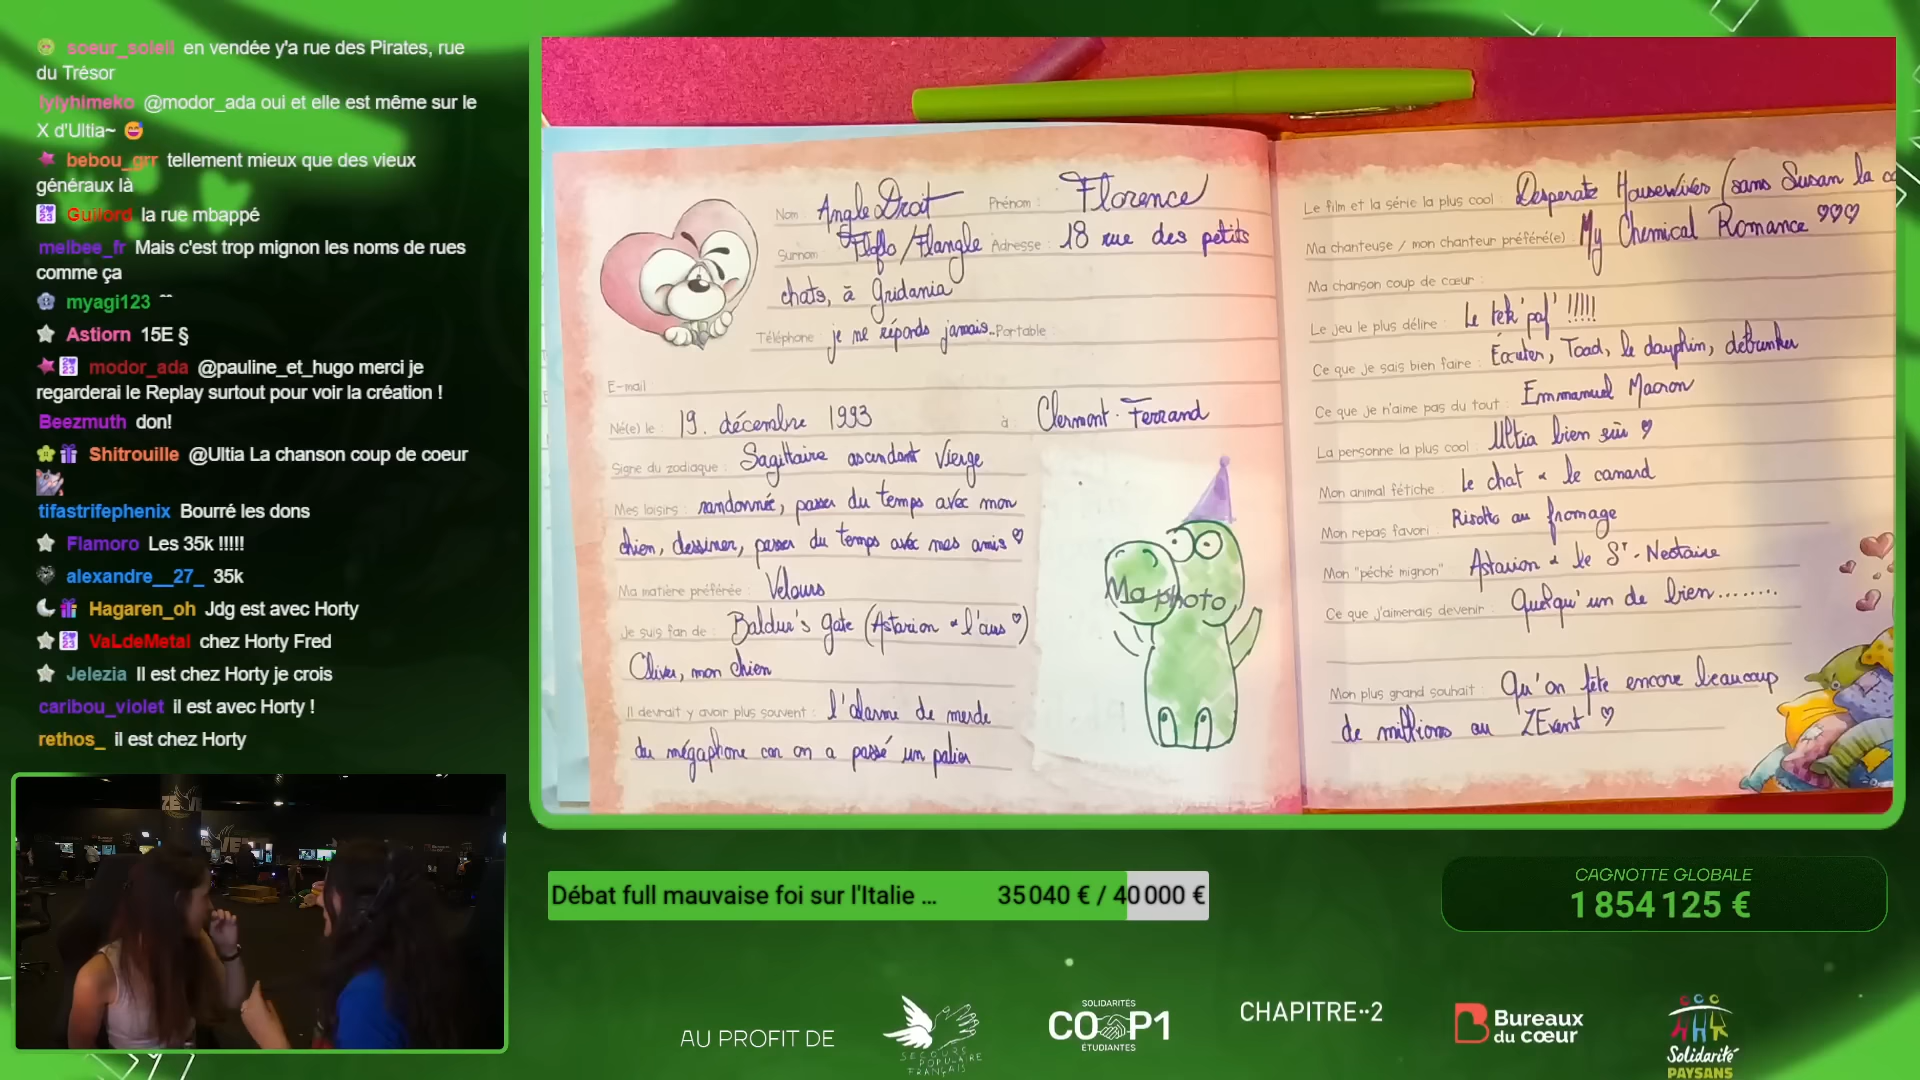 soeur_soleil en vendée y'a rue des Pirates, rue
du Trésor
lylyhimeko @modor_ada oui et elle est même sur le
X d'Ultia~ 😅
bebou_grr tellement mieux que des vieux
généraux là
Guilord la rue mbappé
melbee_fr Mais c'est trop mignon les noms de rues
comme ça
myagi123 ^^
Astiorn 15E §
modor_ada @pauline_et_hugo merci je
regarderai le Replay surtout pour voir la création !
Beezmuth don!
Shitrouille @Ultia La chanson coup de coeur
tifastrifephenix Bourré les dons
Flamoro Les 35k !!!!!
alexandre__27_ 35k
Hagaren_oh Jdg est avec Horty
VaLdeMetal chez Horty Fred
Jelezia Il est chez Horty je crois
caribou_violet il est avec Horty !
rethos_ il est chez Horty
Nom : Angle Droit Prénom : Florence
Surnom Floflo / Flangle Adresse : 18 rue des petits
chats, à Gridania
Téléphone je ne réponds jamais.. Portable :
E-mail
Né(e) le : 19. décembre 1993 à : Clermont-Ferrand
Signe du zodiaque : Sagittaire ascendant Vierge
Mes loisirs : randonnée, passer du temps avec mon
chien, dessiner, passer du temps avec mes amis ♡
Ma matière préférée : Velours
Je suis fan de : Baldur's Gate (Astarion & l'ours ♡)
Oliver, mon chien
Il devrait y avoir plus souvent : l'alarme de merde
du mégaphone car on a passé un palier
Ma photo
Le film et la série la plus cool : Desperate Housewives (sans Susan la
Ma chanteuse / mon chanteur préféré(e) : My Chemical Romance ♡♡♡
Ma chanson coup de cœur :
Le jeu le plus délire : Le tek 'paf' !!!!!
Ce que je sais bien faire : Écouter, Toad, le dauphin, débunker
Ce que je n'aime pas du tout : Emmanuel Macron
La personne la plus cool : Ultia bien sûr ♡
Mon animal fétiche : Le chat & le canard
Mon repas favori : Risotto au fromage
Mon "péché mignon" Astarion & le St-Nectaire
Ce que j'aimerais devenir : Quelqu'un de bien........
Mon plus grand souhait : Qu'on fête encore beaucoup
de millions au ZEvent ♡
Débat full mauvaise foi sur l'Italie ... 35 040 € / 40 000 €
CAGNOTTE GLOBALE
1 854 125 €
AU PROFIT DE
SECOURS
POPULAIRE
FRANÇAIS
SOLIDARITÉS
CO P1
ÉTUDIANTES
CHAPITRE··2
Bureaux
du cœur
Solidarité
PAYSANS